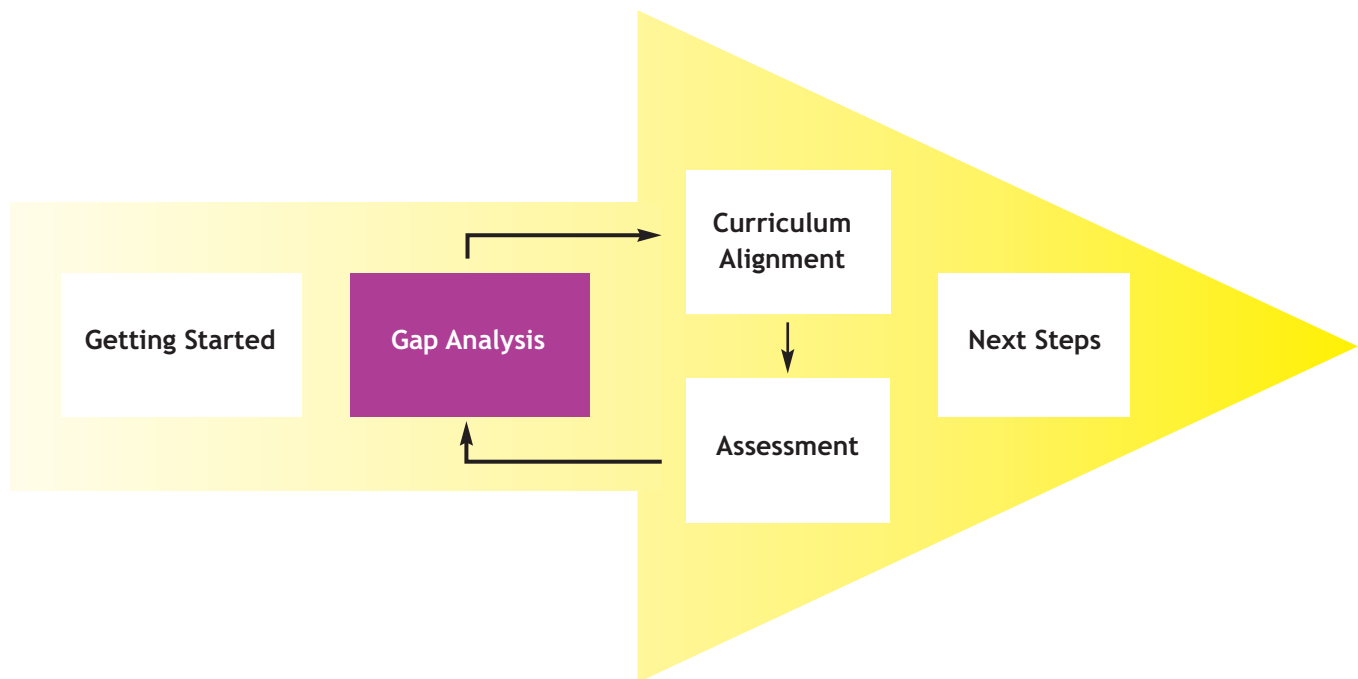 Getting Started
Gap Analysis
Curriculum
Alignment
Assessment
Next Steps